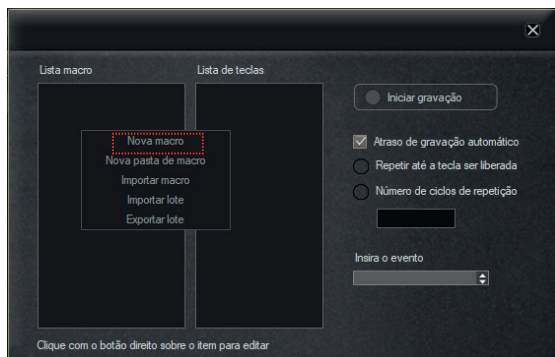 Lista macro
Lista de teclas
Nova macro
Nova pasta de macro
Importar macro
Importar lote
Exportar lote
Iniciar gravação
Atraso de gravação automático
Repetir até a tecla ser liberada
Número de ciclos de repetição
Insira o evento
Clique com o botão direito sobre o item para editar